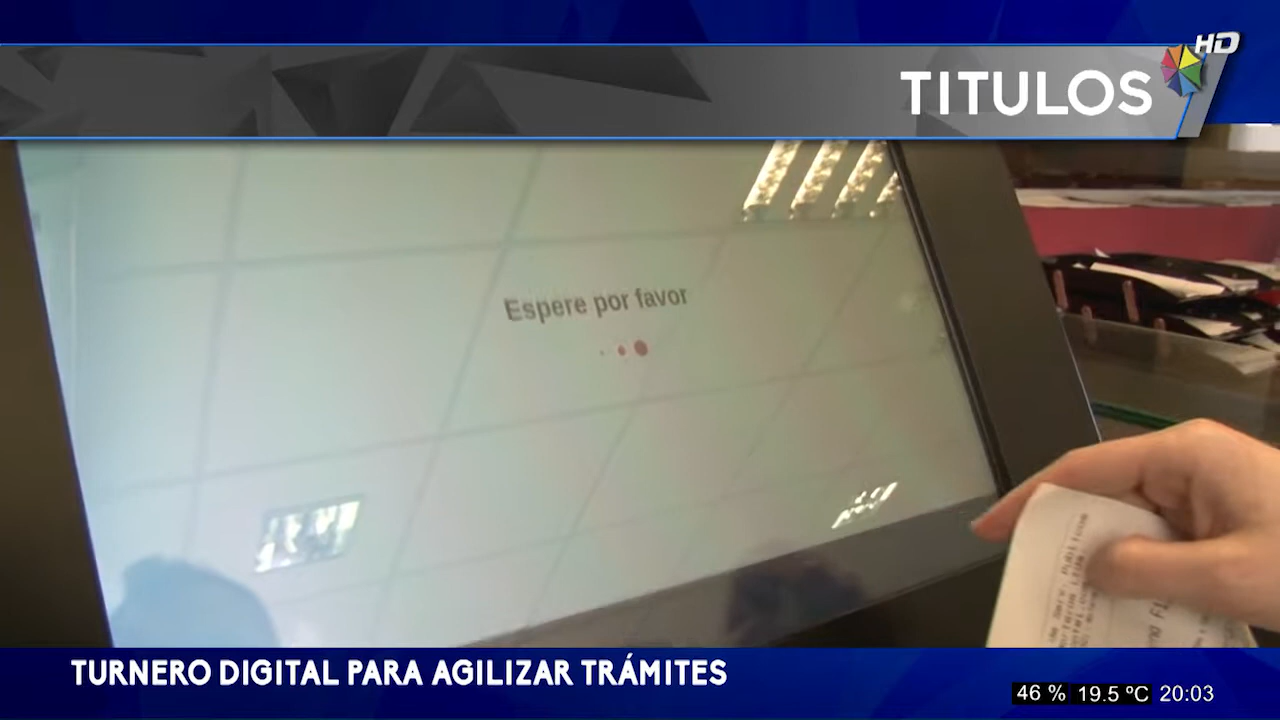 HD
TITULOS
Espere por favor
TURNERO DIGITAL PARA AGILIZAR TRÁMITES
46 % 19.5 ºC 20:03